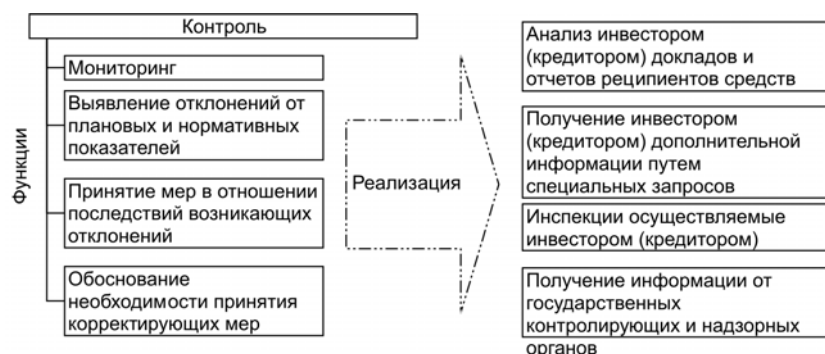 Контроль
Функции
Мониторинг
Выявление отклонений от
плановых и нормативных
показателей
Принятие мер в отношении
последствий возникающих
отклонений
Обоснование
необходимости принятия
корректирующих мер
Реализация
Анализ инвестором
(кредитором) докладов и
отчетов реципиентов средств
Получение инвестором
(кредитором) дополнительной
информации путем
специальных запросов
Инспекции осуществляемые
инвестором (кредитором)
Получение информации от
государственных
контролирующих и надзорных
органов